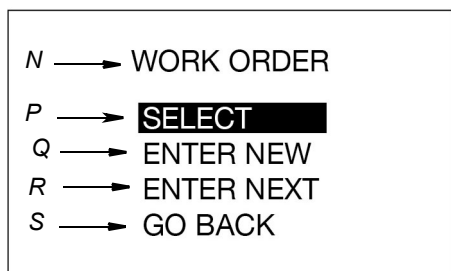 N WORK ORDER
P SELECT
Q ENTER NEW
R ENTER NEXT
S GO BACK